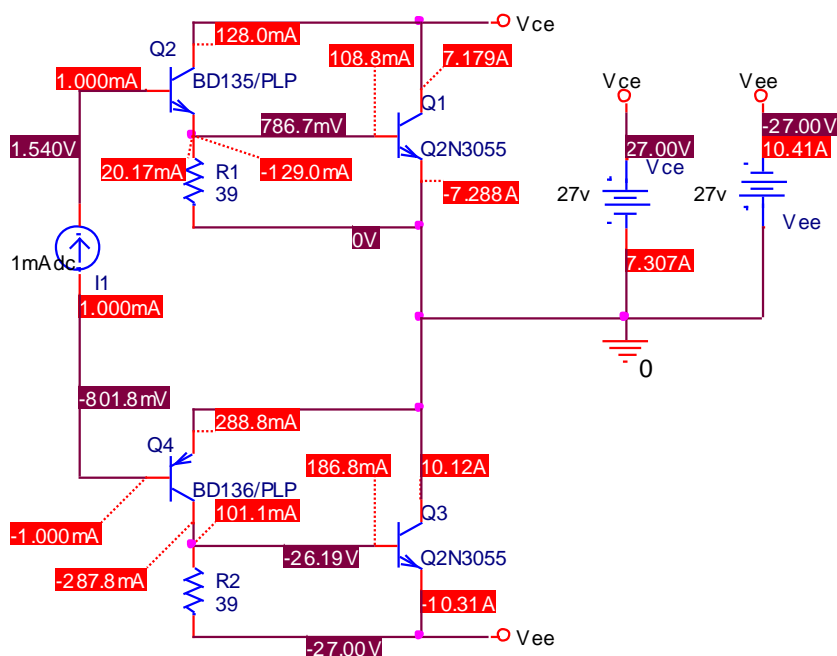 Vce
Q2
128.0mA
108.8mA
7.179A
1.000mA
BD135/PLP
Q1
Vce
Vee
786.7mV
-27.00V
1.540V
Q2N3055
27.00V
10.41A
20.17mA
R1
-129.0mA
Vce
39
-7.288A
27v
27v
0V
Vee
1mAdc
7.307A
I1
1.000mA
0
-801.8mV
288.8mA
Q4
186.8mA
10.12A
BD136/PLP
-1.000mA
101.1mA
Q3
-26.19V
Q2N3055
-287.8mA
R2
39
-10.31A
-27.00V
Vee